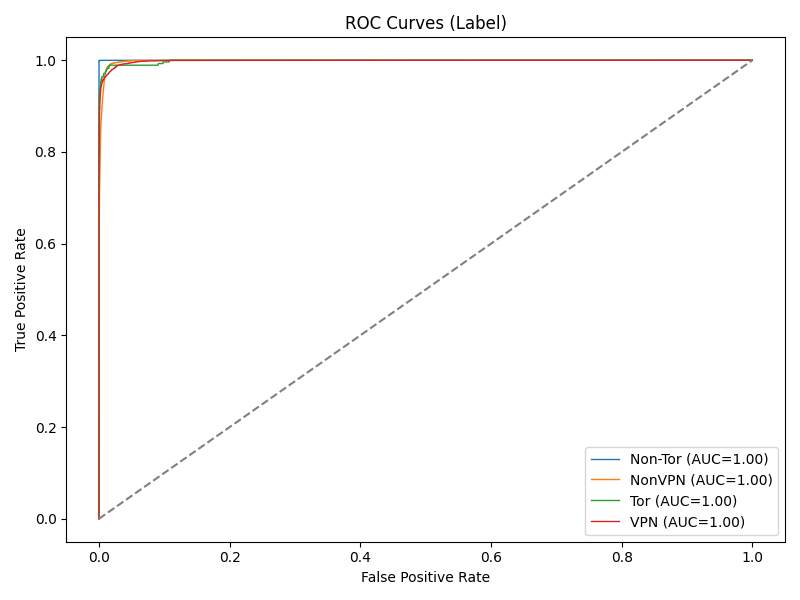 ROC Curves (Label)
True Positive Rate
1.0
0.8
0.6
0.4
0.2
0.0
Non-Tor (AUC=1.00)
NonVPN (AUC=1.00)
Tor (AUC=1.00)
VPN (AUC=1.00)
0.0 0.2 0.4 0.6 0.8 1.0
False Positive Rate